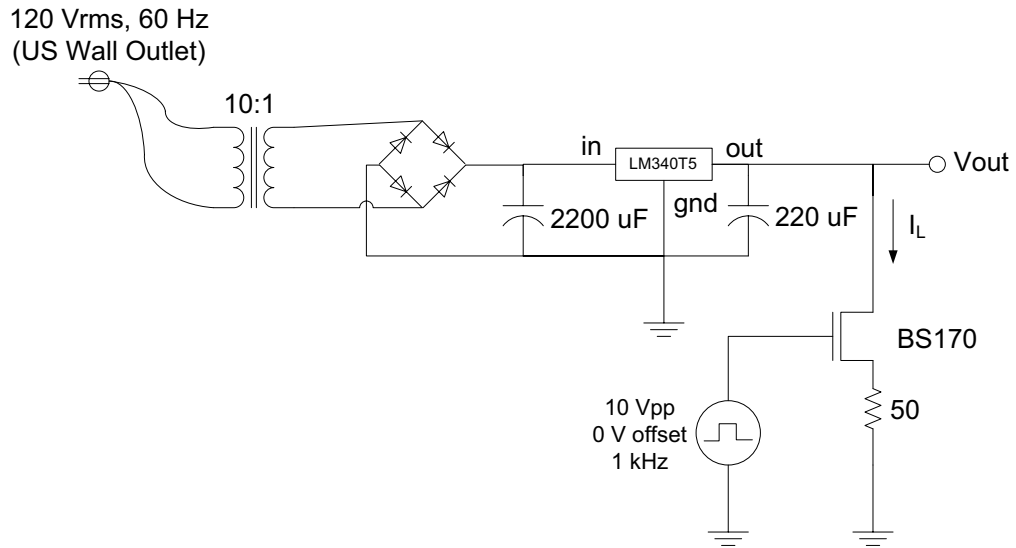 120 Vrms, 60 Hz
(US Wall Outlet)
10:1
in
LM340T5
out
Vout
gnd
2200 uF
220 uF
I_L
BS170
10 Vpp
0 V offset
1 kHz
50